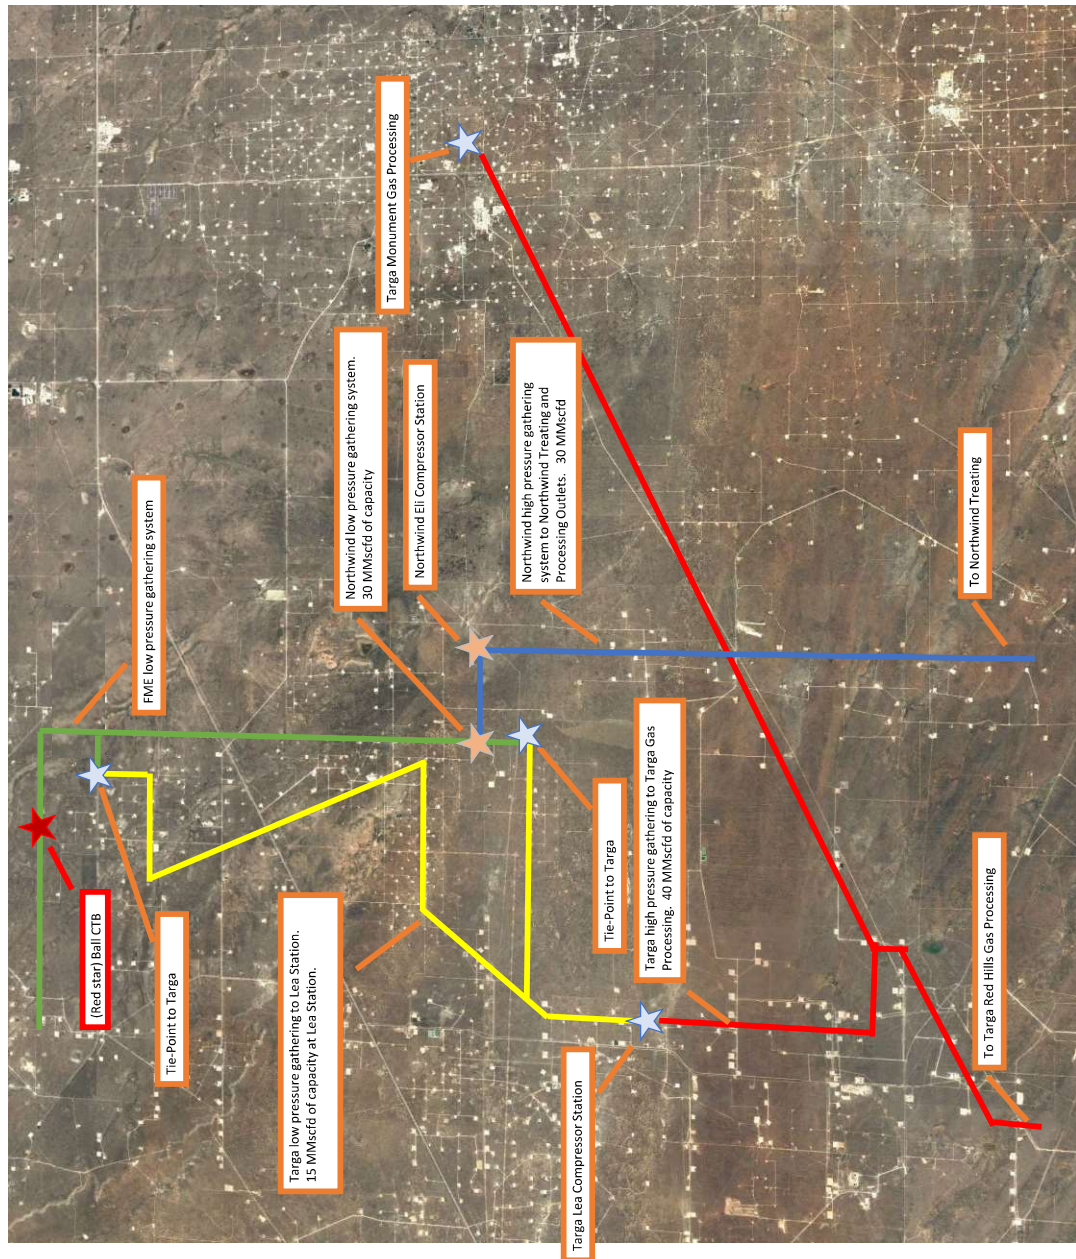 Targa Monument Gas Processing
Northwind low pressure gathering system.
30 MMscfd of capacity
Northwind Eli Compressor Station
Northwind high pressure gathering
system to Northwind Treating and
Processing Outlets.  30 MMscfd
To Northwind Treating
FME low pressure gathering system
(Red star) Ball CTB
Tie-Point to Targa
Targa low pressure gathering to Lea Station.
15 MMscfd of capacity at Lea Station.
Tie-Point to Targa
Targa high pressure gathering to Targa Gas
Processing.  40 MMscfd of capacity
Targa Lea Compressor Station
To Targa Red Hills Gas Processing